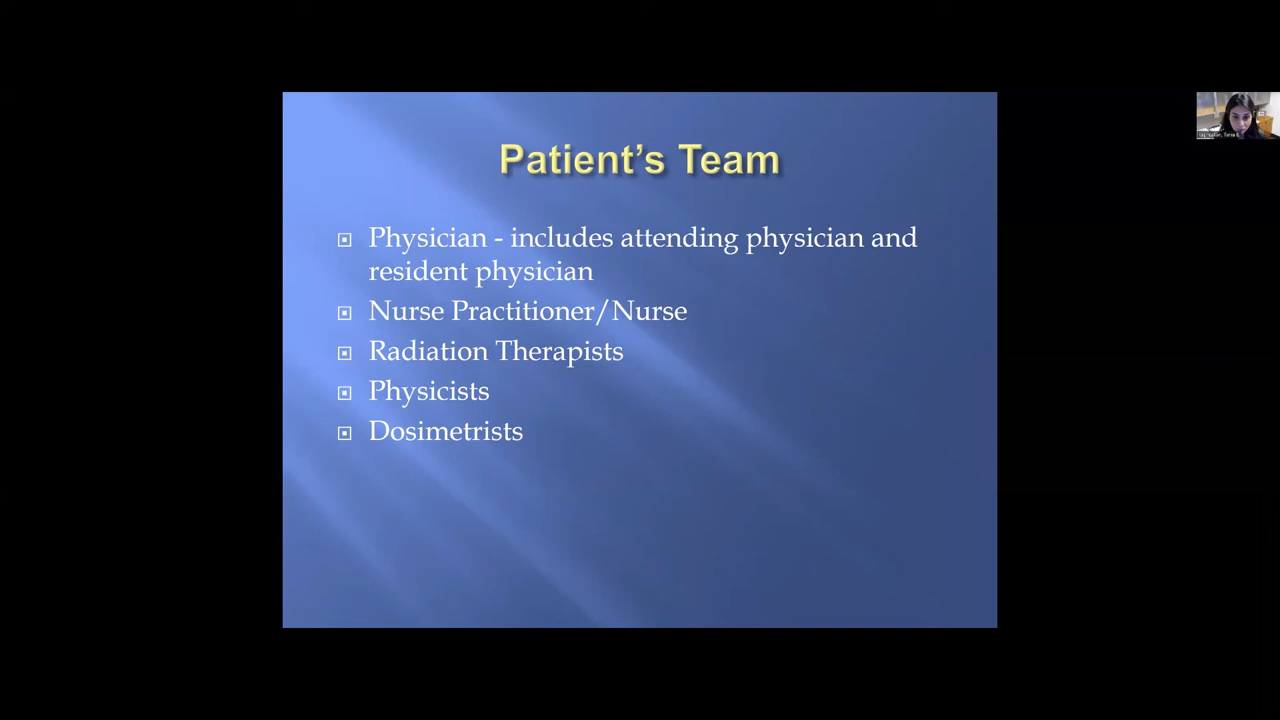 Patient's Team
Physician - includes attending physician and
resident physician
Nurse Practitioner/Nurse
Radiation Therapists
Physicists
Dosimetrists